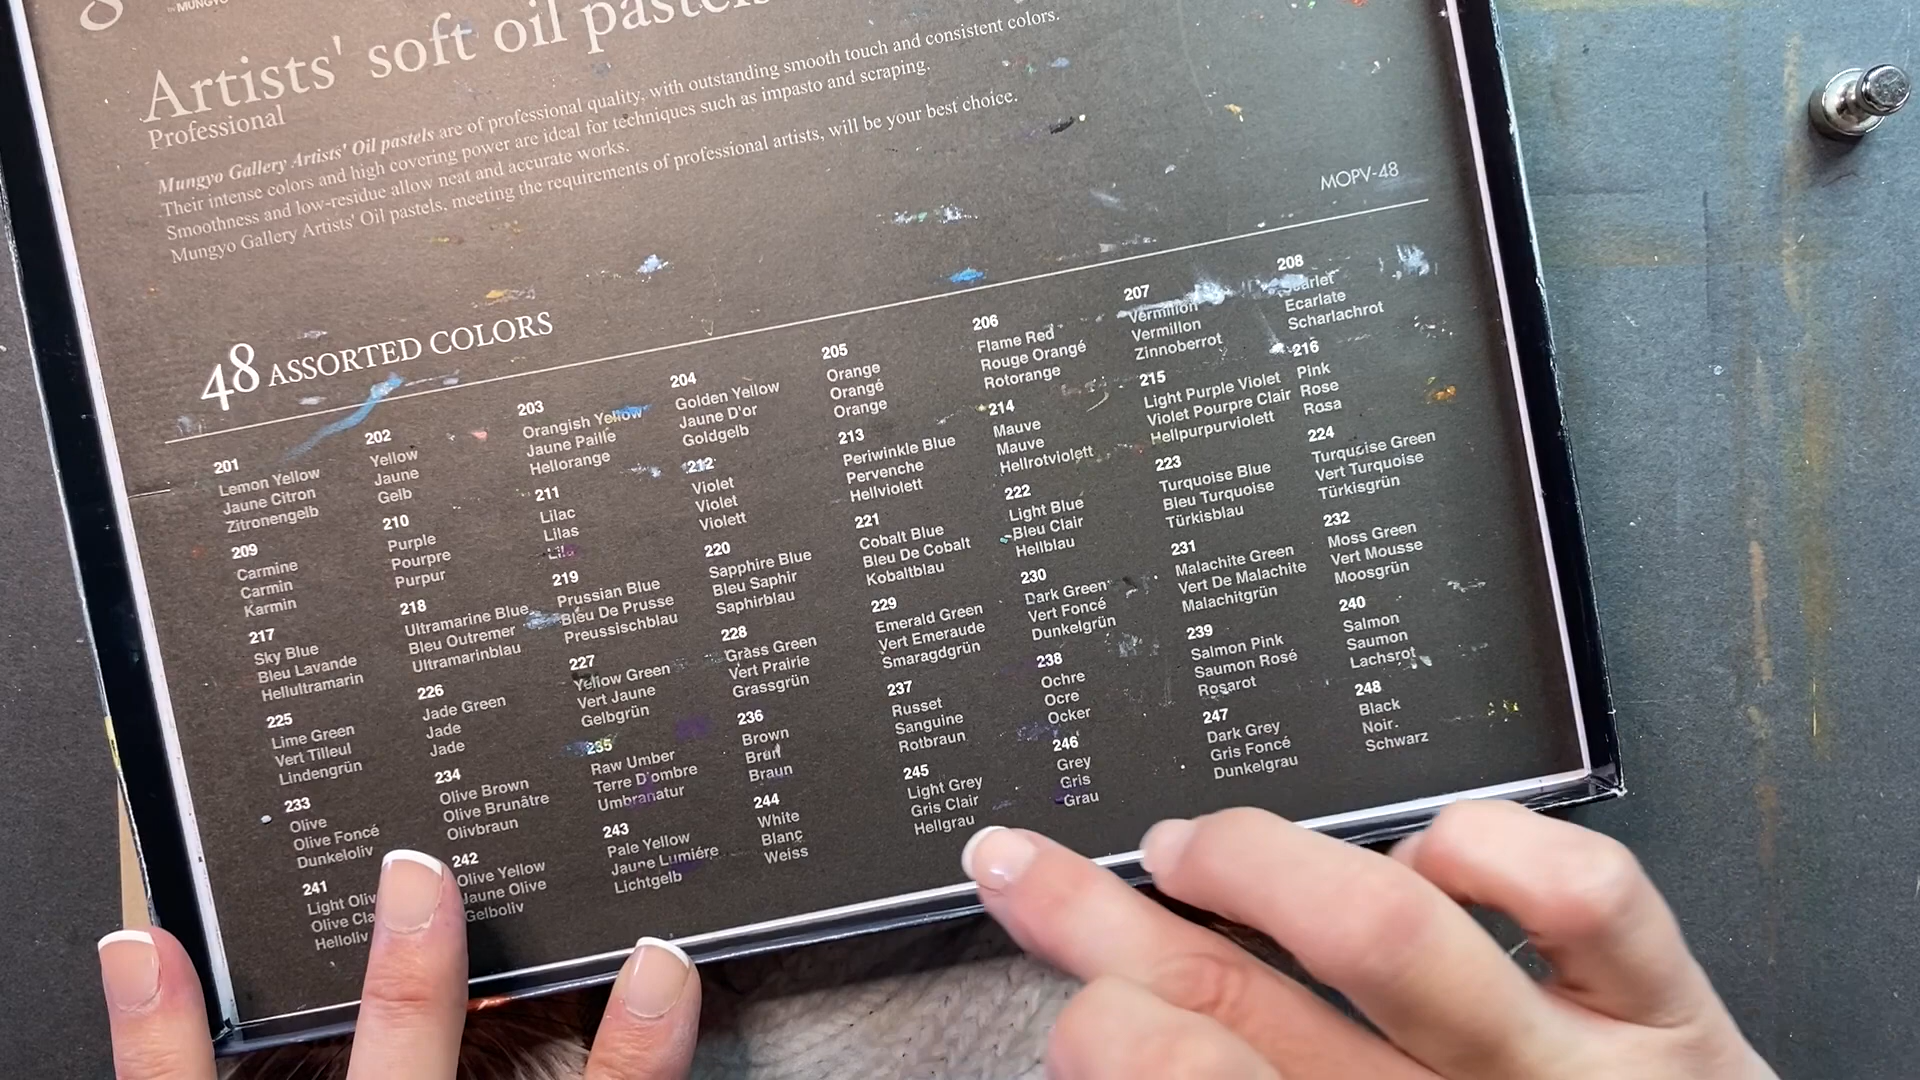 MUNGYO
Artists' soft oil pastels
Professional
Mungyo Gallery Artists' Oil pastels are of professional quality, with outstanding smooth touch and consistent colors.
Their intense colors and high covering power are ideal for techniques such as impasto and scraping.
Smoothness and low-residue allow neat and accurate works.
Mungyo Gallery Artists' Oil pastels, meeting the requirements of professional artists, will be your best choice.
MOPV-48
48 ASSORTED COLORS
201
Lemon Yellow
Jaune Citron
Zitronengelb
202
Yellow
Jaune
Gelb
203
Orangish Yellow
Jaune Paille
Hellorange
204
Golden Yellow
Jaune D'or
Goldgelb
205
Orange
Orangé
Orange
206
Flame Red
Rouge Orangé
Rotorange
207
Vermilion
Vermillon
Zinnoberrot
208
Scarlet
Ecarlate
Scharlachrot
209
Carmine
Carmin
Karmin
210
Purple
Pourpre
Purpur
211
Lilac
Lilas
Lila
212
Violet
Violet
Violett
213
Periwinkle Blue
Pervenche
Hellviolett
214
Mauve
Mauve
Hellrotviolett
215
Light Purple Violet
Violet Pourpre Clair
Hellpurpurviolett
216
Pink
Rose
Rosa
217
Sky Blue
Bleu Lavande
Hellultramarin
218
Ultramarine Blue
Bleu Outremer
Ultramarinblau
219
Prussian Blue
Bleu De Prusse
Preussischblau
220
Sapphire Blue
Bleu Saphir
Saphirblau
221
Cobalt Blue
Bleu De Cobalt
Kobaltblau
222
Light Blue
Bleu Clair
Hellblau
223
Turquoise Blue
Bleu Turquoise
Türkisblau
224
Turquoise Green
Vert Turquoise
Türkisgrün
225
Lime Green
Vert Tilleul
Lindengrün
226
Jade Green
Jade
Jade
227
Yellow Green
Vert Jaune
Gelbgrün
228
Grass Green
Vert Prairie
Grassgrün
229
Emerald Green
Vert Emeraude
Smaragdgrün
230
Dark Green
Vert Foncé
Dunkelgrün
231
Malachite Green
Vert De Malachite
Malachitgrün
232
Moss Green
Vert Mousse
Moosgrün
233
Olive
Olive Foncé
Dunkeloliv
234
Olive Brown
Olive Brunâtre
Olivbraun
235
Raw Umber
Terre D'ombre
Umbranatur
236
Brown
Brun
Braun
237
Russet
Sanguine
Rotbraun
238
Ochre
Ocre
Ocker
239
Salmon Pink
Saumon Rosé
Rosarot
240
Salmon
Saumon
Lachsrot
241
Light Oliv
Olive Cla
Helloliv
242
Olive Yellow
Jaune Olive
Gelboliv
243
Pale Yellow
Jaune Lumiére
Lichtgelb
244
White
Blanc
Weiss
245
Light Grey
Gris Clair
Hellgrau
246
Grey
Gris
Grau
247
Dark Grey
Gris Foncé
Dunkelgrau
248
Black
Noir.
Schwarz